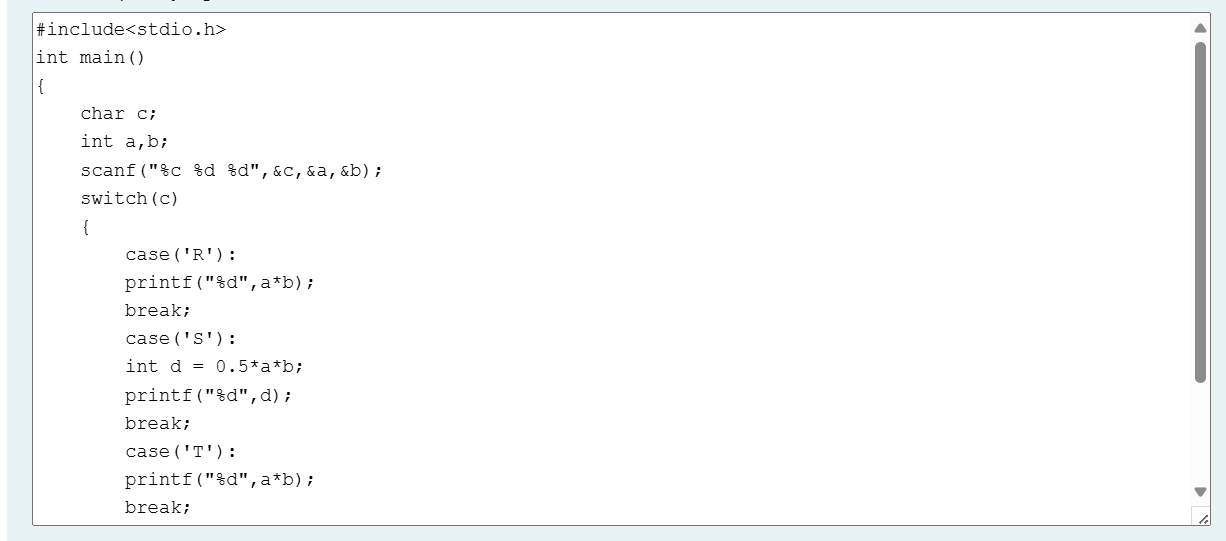 #include<stdio.h>
int main()
{
    char c;
    int a,b;
    scanf("%c %d %d",&c,&a,&b);
    switch(c)
    {
        case('R'):
        printf("%d",a*b);
        break;
        case('S'):
        int d = 0.5*a*b;
        printf("%d",d);
        break;
        case('T'):
        printf("%d",a*b);
        break;